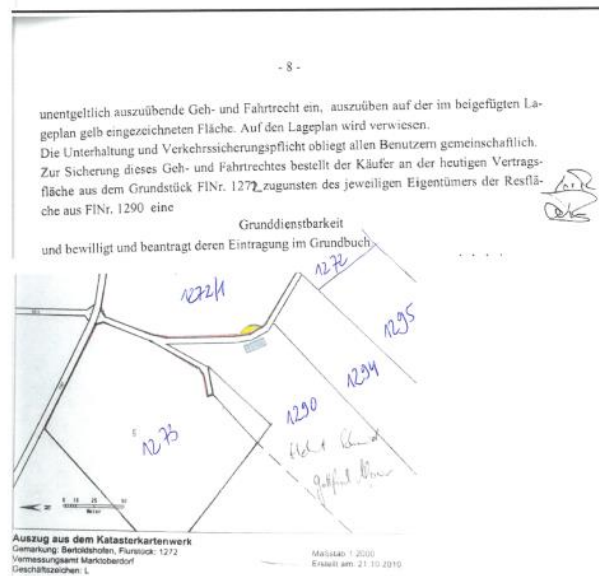 - 8 -
unentgeltlich auszuübende Geh- und Fahrtrecht ein, auszuüben auf der im beigefügten La-
geplan gelb eingezeichneten Fläche. Auf den Lageplan wird verwiesen.
Die Unterhaltung und Verkehrssicherungspflicht obliegt allen Benutzern gemeinschaftlich.
Zur Sicherung dieses Geh- und Fahrtrechtes bestellt der Käufer an der heutigen Vertrags-
fläche aus dem Grundstück FlNr. 1272 zugunsten des jeweiligen Eigentümers der Restflä-
che aus FlNr. 1290 eine
Grunddienstbarkeit
und bewilligt und beantragt deren Eintragung im Grundbuch.
1272/1
1272
1295
1294
1290
1273
Meter
Auszug aus dem Katasterkartenwerk
Gemarkung: Bertoldshofen, Flurstück: 1272
Vermessungsamt Marktoberdorf
Geschäftszeichen: L
Maßstab 1:2000
Erstellt am: 21.10.2010